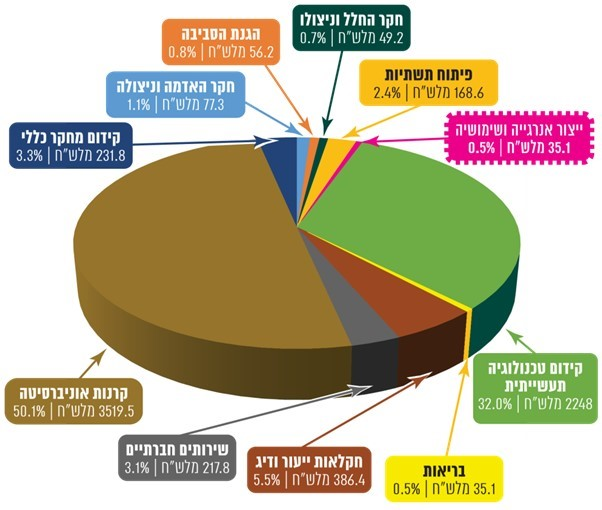 חקר החלל וניצולו
49.2 מלש"ח | 0.7%
הגנת הסביבה
56.2 מלש"ח | 0.8%
פיתוח תשתיות
168.6 מלש"ח | 2.4%
חקר האדמה וניצולה
77.3 מלש"ח | 1.1%
ייצור אנרגייה ושימושיה
35.1 מלש"ח | 0.5%
קידום מחקר כללי
231.8 מלש"ח | 3.3%
קידום טכנולוגיה
תעשייתית
2248 מלש"ח | 32.0%
קרנות אוניברסיטה
3519.5 מלש"ח | 50.1%
שירותים חברתיים
217.8 מלש"ח | 3.1%
חקלאות ייעור ודיג
386.4 מלש"ח | 5.5%
בריאות
35.1 מלש"ח | 0.5%